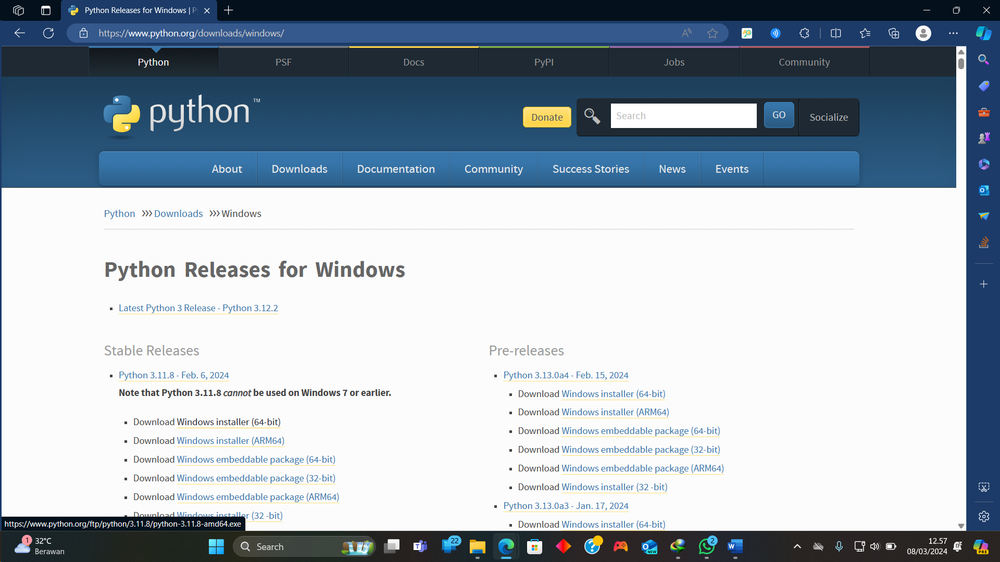 Python Releases for Windows | P
https://www.python.org/downloads/windows/
Python
PSF
Docs
PyPI
Jobs
Community
python™
Donate
Search
GO
Socialize
About
Downloads
Documentation
Community
Success Stories
News
Events
Python >>> Downloads >>> Windows
Python Releases for Windows
Latest Python 3 Release - Python 3.12.2
Stable Releases
Python 3.11.8 - Feb. 6, 2024
Note that Python 3.11.8 cannot be used on Windows 7 or earlier.
Download Windows installer (64-bit)
Download Windows installer (ARM64)
Download Windows embeddable package (64-bit)
Download Windows embeddable package (32-bit)
Download Windows embeddable package (ARM64)
Download Windows installer (32 -bit)
Pre-releases
Python 3.13.0a4 - Feb. 15, 2024
Download Windows installer (64-bit)
Download Windows installer (ARM64)
Download Windows embeddable package (64-bit)
Download Windows embeddable package (32-bit)
Download Windows embeddable package (ARM64)
Download Windows installer (32 -bit)
Python 3.13.0a3 - Jan. 17, 2024
Download Windows installer (64-bit)
https://www.python.org/ftp/python/3.11.8/python-3.11.8-amd64.exe
1
32°C
Berawan
Search
22
NEW
2
12.57
08/03/2024
PRE